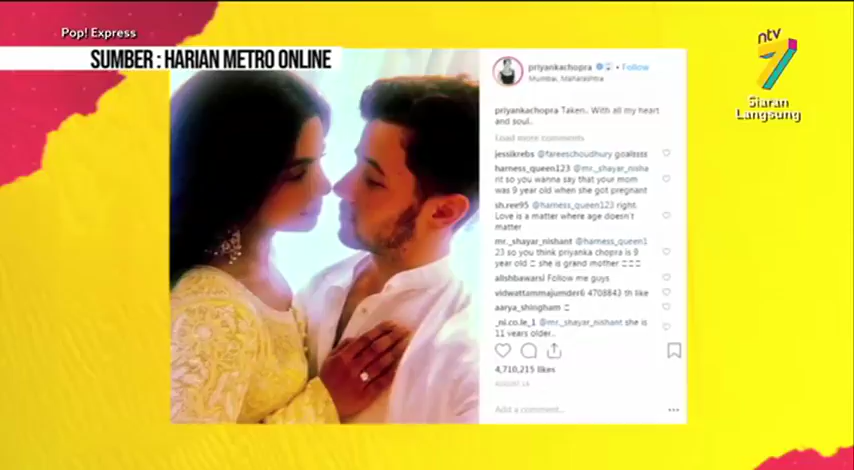 Pop! Express
SUMBER : HARIAN METRO ONLINE
ntv
7
Siaran
Langsung
priyankachopra • Follow
Mumbai, Maharashtra
priyankachopra Taken.. With all my heart
and soul..
Load more comments
jessikrebs @fareeschoudhury goalssss
harness_queen123 @mr._shayar_nisha
nt so you wanna say that your mom
was 9 year old when she got pregnant
sh.ree95 @harness_queen123 right.
Love is a matter where age doesn't
matter
mr._shayar_nishant @harness_queen1
23 so you think priyanka chopra is 9
year old she is grand mother
alishbawarsi Follow me guys
vidwattammajumder6 4708843 th like
aarya_shingham
_ni.co.le_1 @mr._shayar_nishant she is
11 years older..
4,710,215 likes
Add a comment...